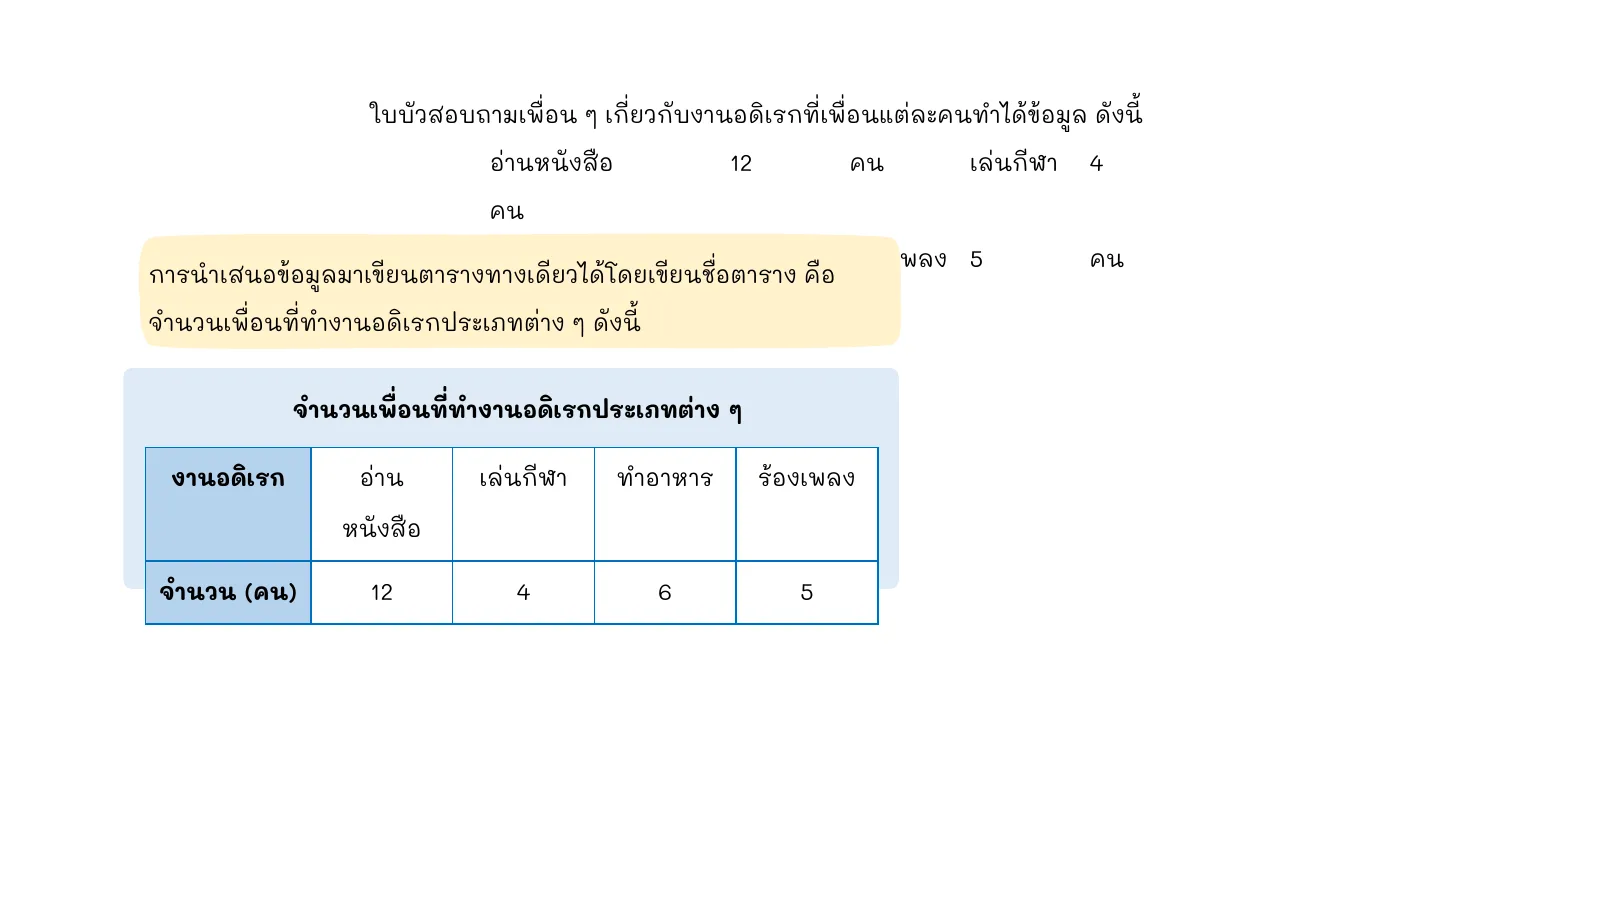 ใบบัวสอบถามเพื่อน ๆ เกี่ยวกับงานอดิเรกที่เพื่อนแต่ละคนทำได้ข้อมูล ดังนี้
อ่านหนังสือ 12 คน เล่นกีฬา 4
คน
พลง 5 คน
การนำเสนอข้อมูลมาเขียนตารางทางเดียวได้โดยเขียนชื่อตาราง คือ
จำนวนเพื่อนที่ทำงานอดิเรกประเภทต่าง ๆ ดังนี้
จำนวนเพื่อนที่ทำงานอดิเรกประเภทต่าง ๆ
งานอดิเรก อ่าน เล่นกีฬา ทำอาหาร ร้องเพลง
หนังสือ
จำนวน (คน) 12 4 6 5